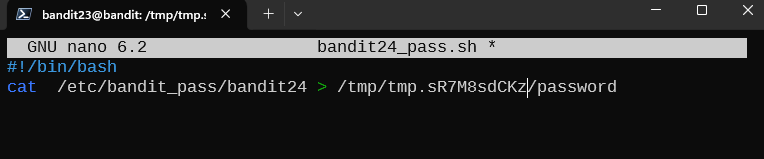 bandit23@bandit: /tmp/tmp.s
GNU nano 6.2 bandit24_pass.sh *
#!/bin/bash
cat  /etc/bandit_pass/bandit24 > /tmp/tmp.sR7M8sdCKz/password